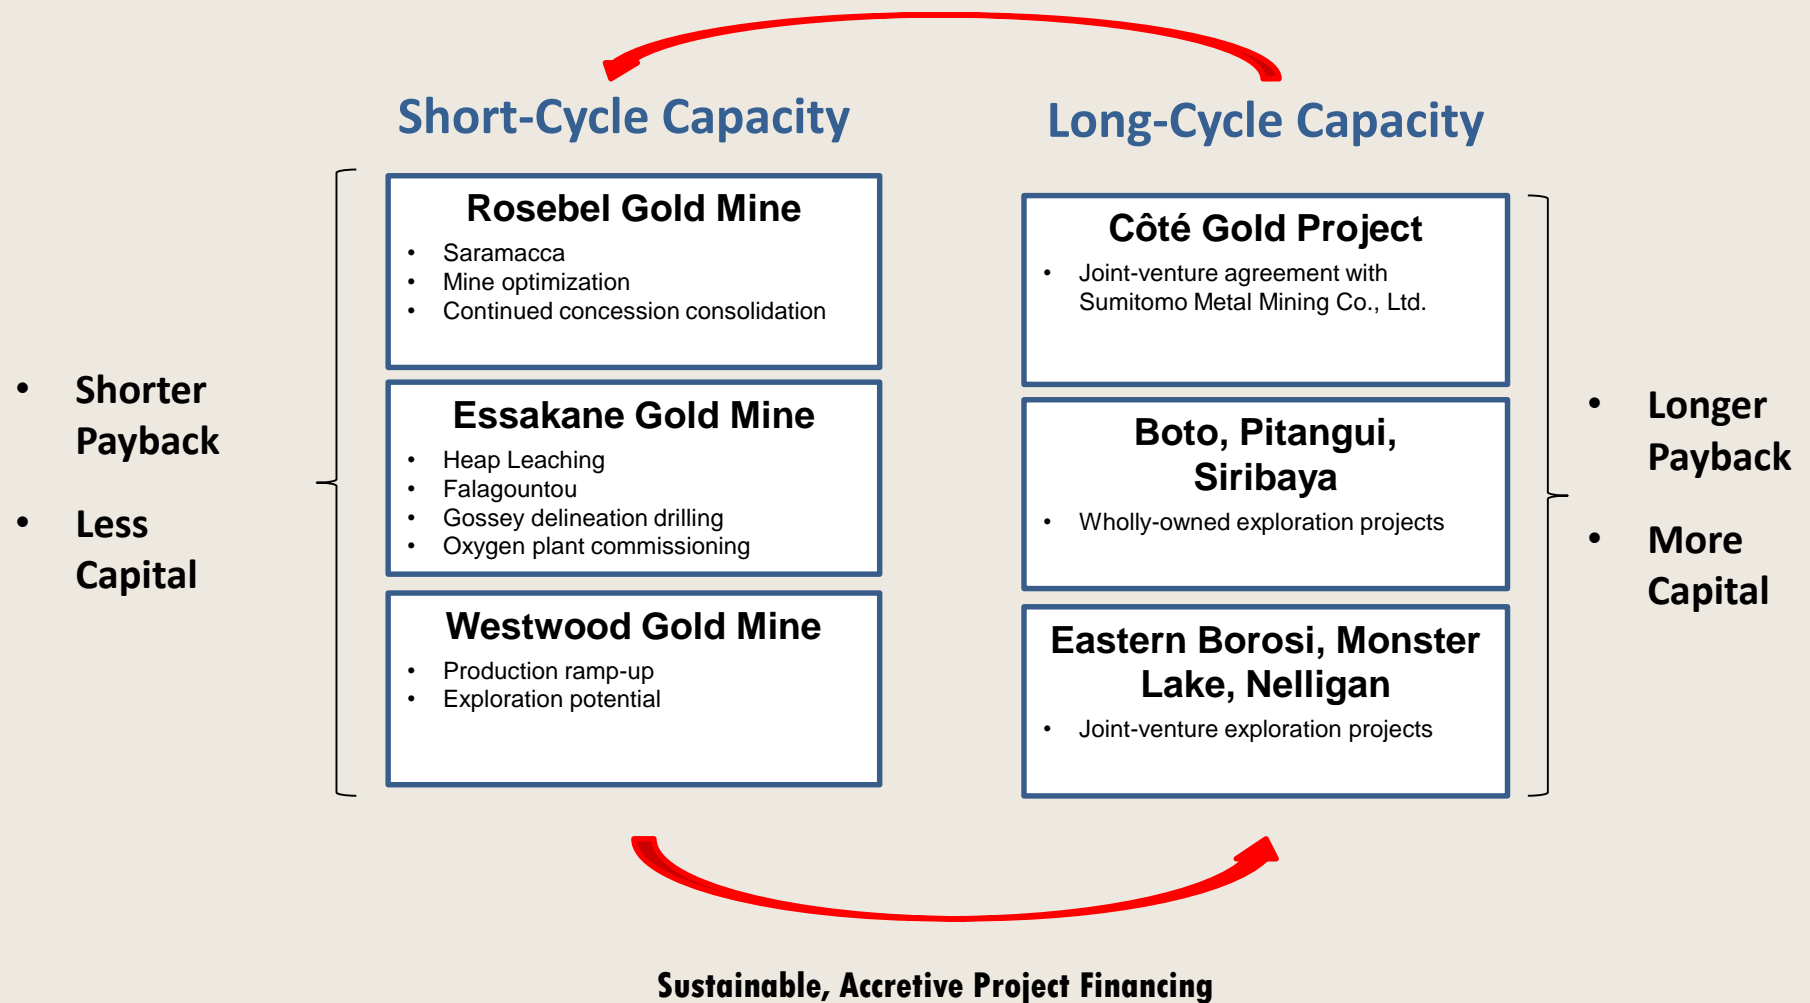 Short-Cycle Capacity
Long-Cycle Capacity
• Shorter
Payback
• Less
Capital
Rosebel Gold Mine
• Saramacca
• Mine optimization
• Continued concession consolidation
Essakane Gold Mine
• Heap Leaching
• Falagountou
• Gossey delineation drilling
• Oxygen plant commissioning
Westwood Gold Mine
• Production ramp-up
• Exploration potential
Côté Gold Project
• Joint-venture agreement with
Sumitomo Metal Mining Co., Ltd.
Boto, Pitangui,
Siribaya
• Wholly-owned exploration projects
Eastern Borosi, Monster
Lake, Nelligan
• Joint-venture exploration projects
• Longer
Payback
• More
Capital
Sustainable, Accretive Project Financing